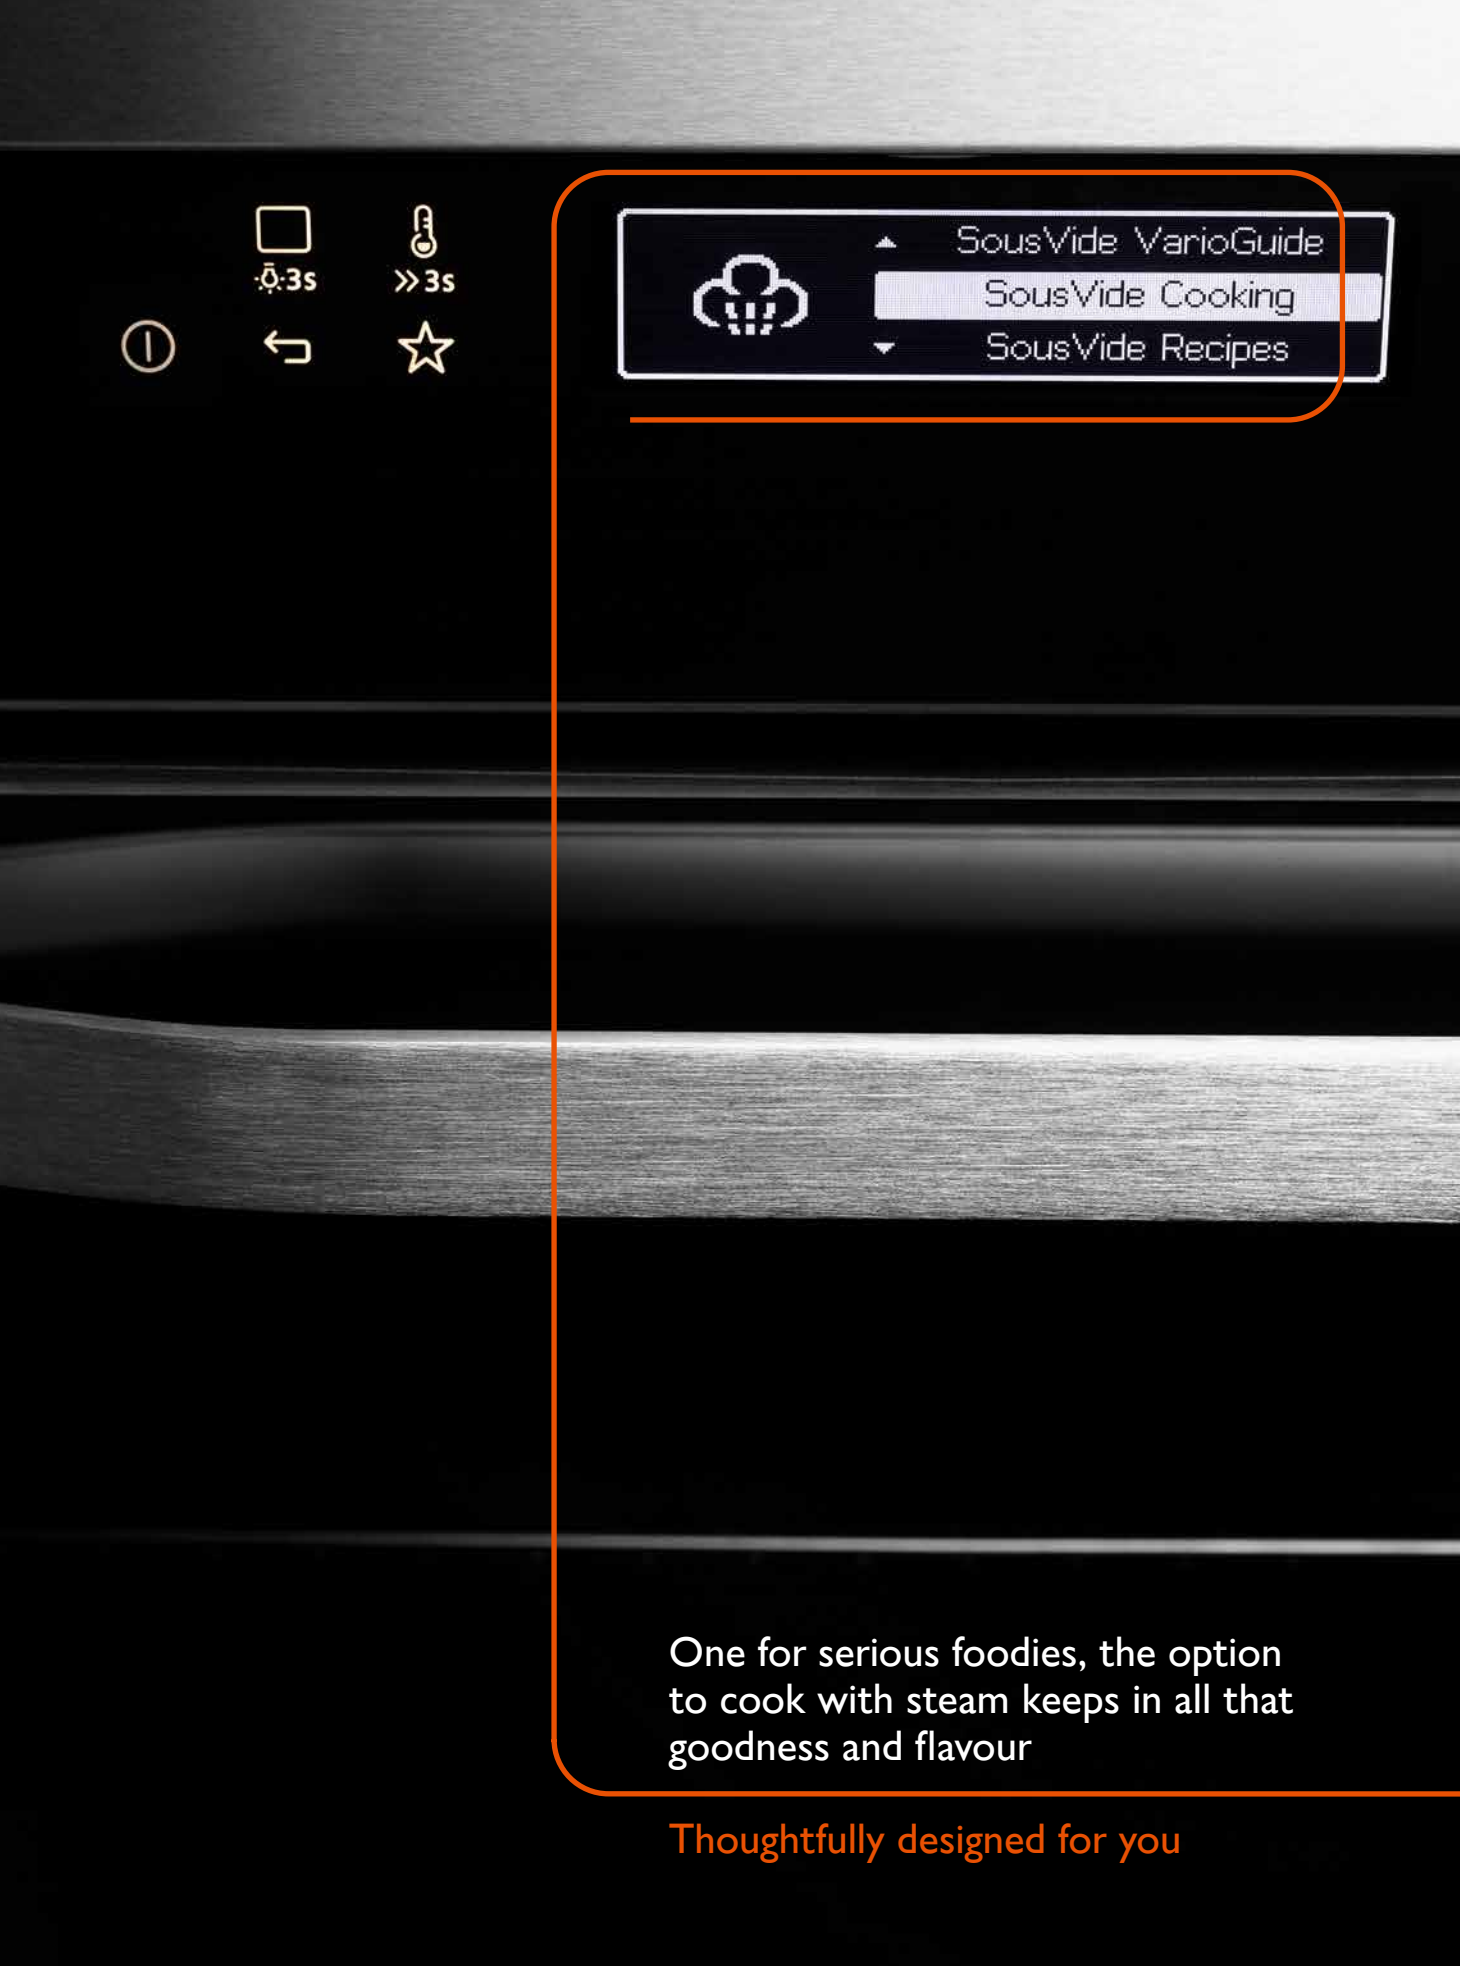 3s
»3s
SousVide VarioGuide
SousVide Cooking
SousVide Recipes
One for serious foodies, the option
to cook with steam keeps in all that
goodness and flavour
Thoughtfully designed for you